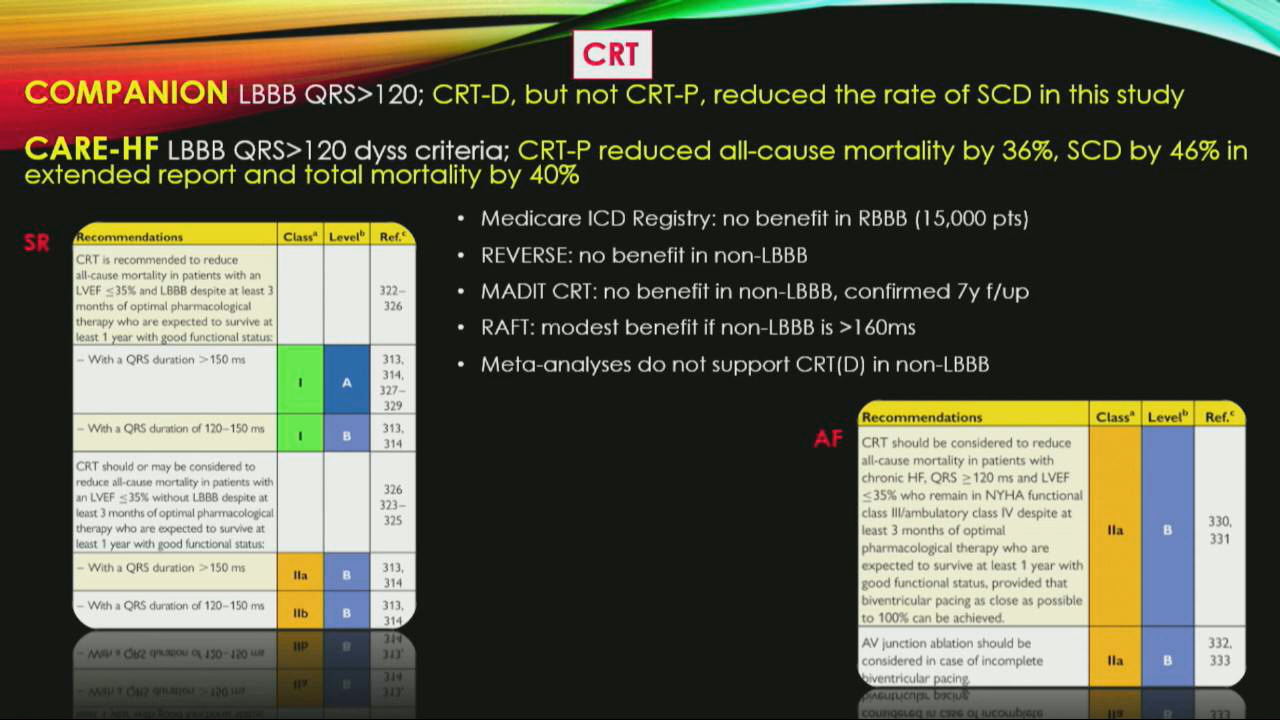 CRT
COMPANION LBBB QRS>120; CRT-D, but not CRT-P, reduced the rate of SCD in this study
CARE-HF LBBB QRS>120 dyss criteria; CRT-P reduced all-cause mortality by 36%, SCD by 46% in
extended report and total mortality by 40%
• Medicare ICD Registry: no benefit in RBBB (15,000 pts)
• REVERSE: no benefit in non-LBBB
• MADIT CRT: no benefit in non-LBBB, confirmed 7y f/up
• RAFT: modest benefit if non-LBBB is >160ms
• Meta-analyses do not support CRT(D) in non-LBBB
SR
Recommendations Classᵃ Levelᵇ Ref.ᶜ
CRT is recommended to reduce
all-cause mortality in patients with an
LVEF ≤35% and LBBB despite at least 3
months of optimal pharmacological
therapy who are expected to survive at
least 1 year with good functional status:
322–
326
– With a QRS duration >150 ms
I A
313,
314,
327–
329
– With a QRS duration of 120–150 ms
I B
313,
314
CRT should or may be considered to
reduce all-cause mortality in patients with
an LVEF ≤35% without LBBB despite at
least 3 months of optimal pharmacological
therapy who are expected to survive at
least 1 year with good functional status:
326
323–
325
– With a QRS duration >150 ms
IIa B
313,
314
– With a QRS duration of 120–150 ms
IIb B
313,
314
AF
Recommendations Classᵃ Levelᵇ Ref.ᶜ
CRT should be considered to reduce
all-cause mortality in patients with
chronic HF, QRS ≥120 ms and LVEF
≤35% who remain in NYHA functional
class III/ambulatory class IV despite at
least 3 months of optimal
pharmacological therapy who are
expected to survive at least 1 year with
good functional status, provided that
biventricular pacing as close as possible
to 100% can be achieved.
IIa B
330,
331
AV junction ablation should be
considered in case of incomplete
biventricular pacing.
IIa B
332,
333